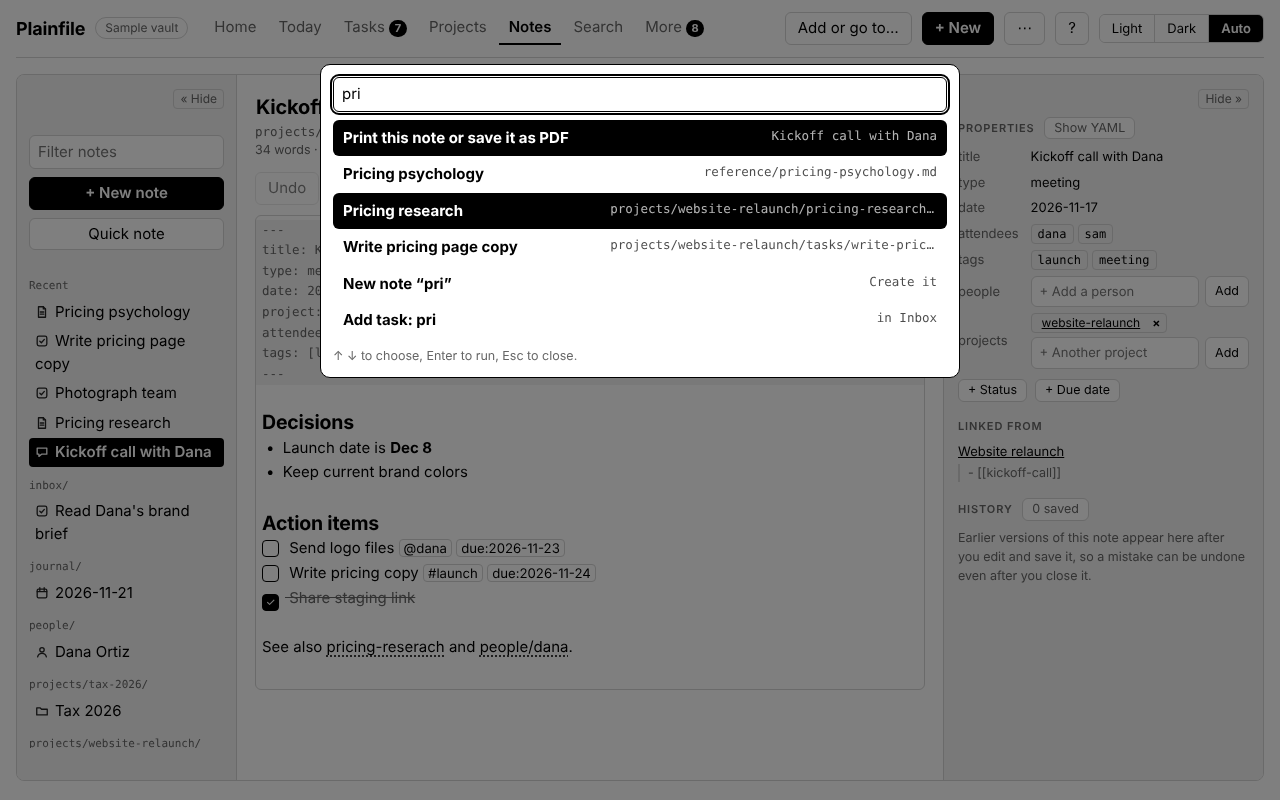 Plainfile Sample vault Home Today Tasks 7 Projects Notes Search More 8 Add or go to… + New ⋯ ? Light Dark Auto
« Hide
Filter notes
+ New note
Quick note
Recent
Pricing psychology
Write pricing page
copy
Photograph team
Pricing research
Kickoff call with Dana
inbox/
Read Dana's brand
brief
journal/
2026-11-21
people/
Dana Ortiz
projects/tax-2026/
Tax 2026
projects/website-relaunch/
Kickoff
projects/
34 words ·
Undo
---
title: K
type: me
date: 20
project:
attendee
tags: [l
---
pri
Print this note or save it as PDF Kickoff call with Dana
Pricing psychology reference/pricing-psychology.md
Pricing research projects/website-relaunch/pricing-research…
Write pricing page copy projects/website-relaunch/tasks/write-pric…
New note “pri” Create it
Add task: pri in Inbox
↑ ↓ to choose, Enter to run, Esc to close.
Decisions
• Launch date is Dec 8
• Keep current brand colors
Action items
Send logo files @dana due:2026-11-23
Write pricing copy #launch due:2026-11-24
Share staging link
See also pricing-reserach and people/dana.
Hide »
PROPERTIES Show YAML
title Kickoff call with Dana
type meeting
date 2026-11-17
attendees dana sam
tags launch meeting
people + Add a person Add
projects website-relaunch ×
+ Another project Add
+ Status + Due date
LINKED FROM
Website relaunch
- [[kickoff-call]]
HISTORY 0 saved
Earlier versions of this note appear here after
you edit and save it, so a mistake can be undone
even after you close it.